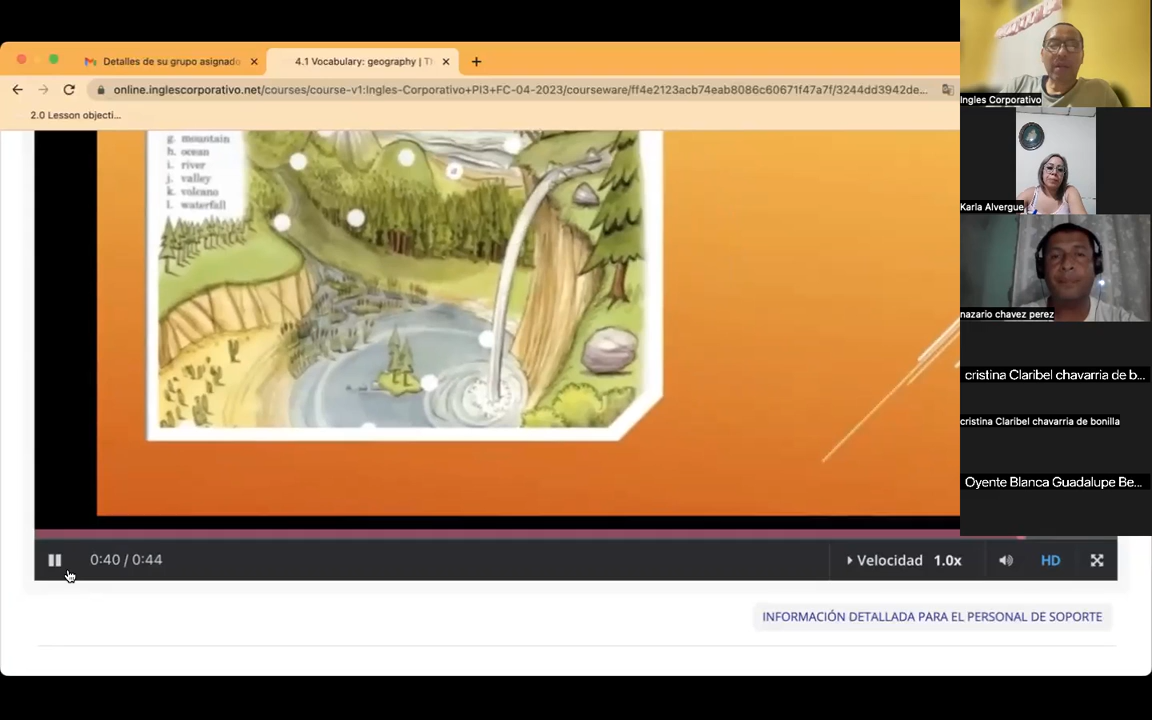 Detalles de su grupo asignado
4.1 Vocabulary: geography | Th
online.inglescorporativo.net/courses/course-v1:Ingles-Corporativo+PI3+FC-04-2023/courseware/ff4e2123acb74eab8086c60671f47a7f/3244dd3942de...
2.0 Lesson objecti...
g. mountain
h. ocean
i. river
j. valley
k. volcano
l. waterfall
a
0:40 / 0:44
Velocidad 1.0x
HD
INFORMACIÓN DETALLADA PARA EL PERSONAL DE SOPORTE
Ingles Corporativo
Karla Alvergue
nazario chavez perez
cristina Claribel chavarria de b...
cristina Claribel chavarria de bonilla
Oyente Blanca Guadalupe Be...